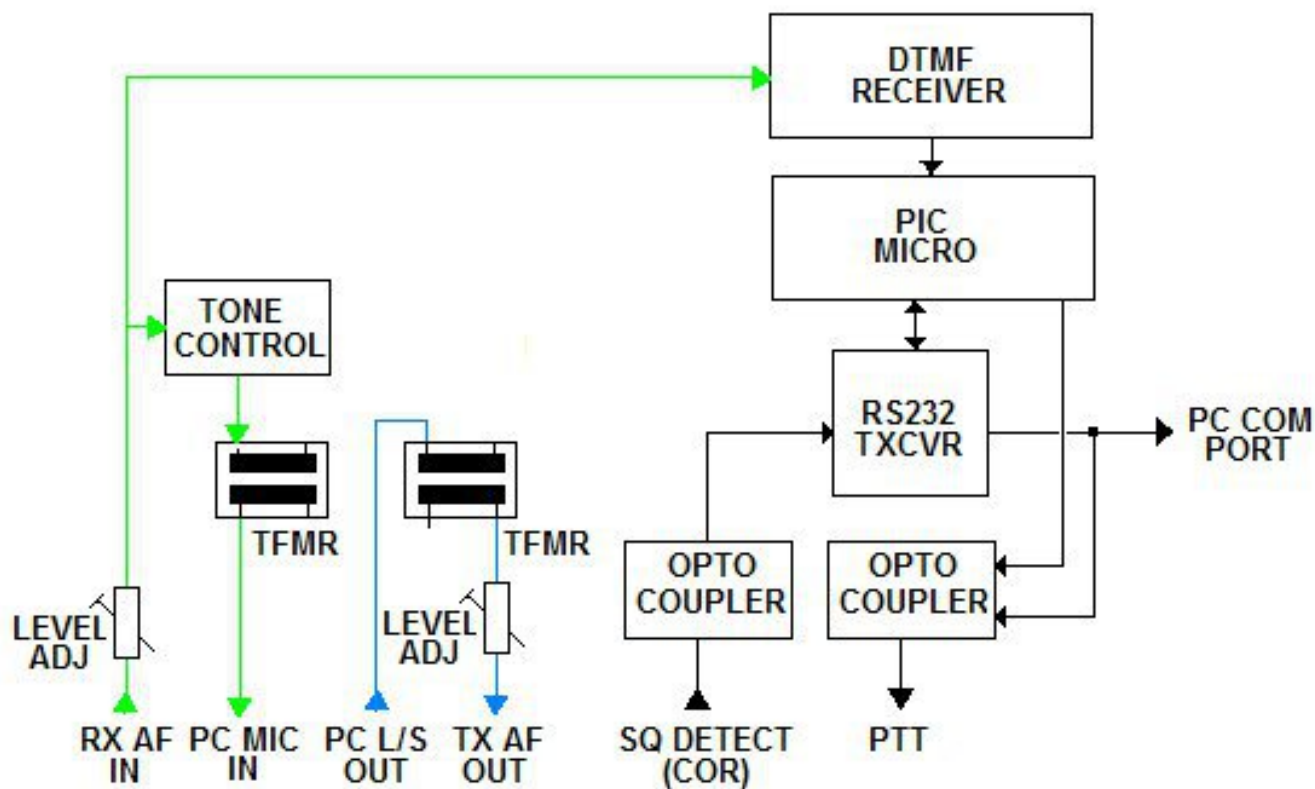 DTMF
RECEIVER
PIC
MICRO
TONE
CONTROL
RS232
TXCVR
PC COM
PORT
TFMR
TFMR
OPTO
COUPLER
OPTO
COUPLER
LEVEL
ADJ
LEVEL
ADJ
RX AF
IN
PC MIC
IN
PC L/S
OUT
TX AF
OUT
SQ DETECT
(COR)
PTT